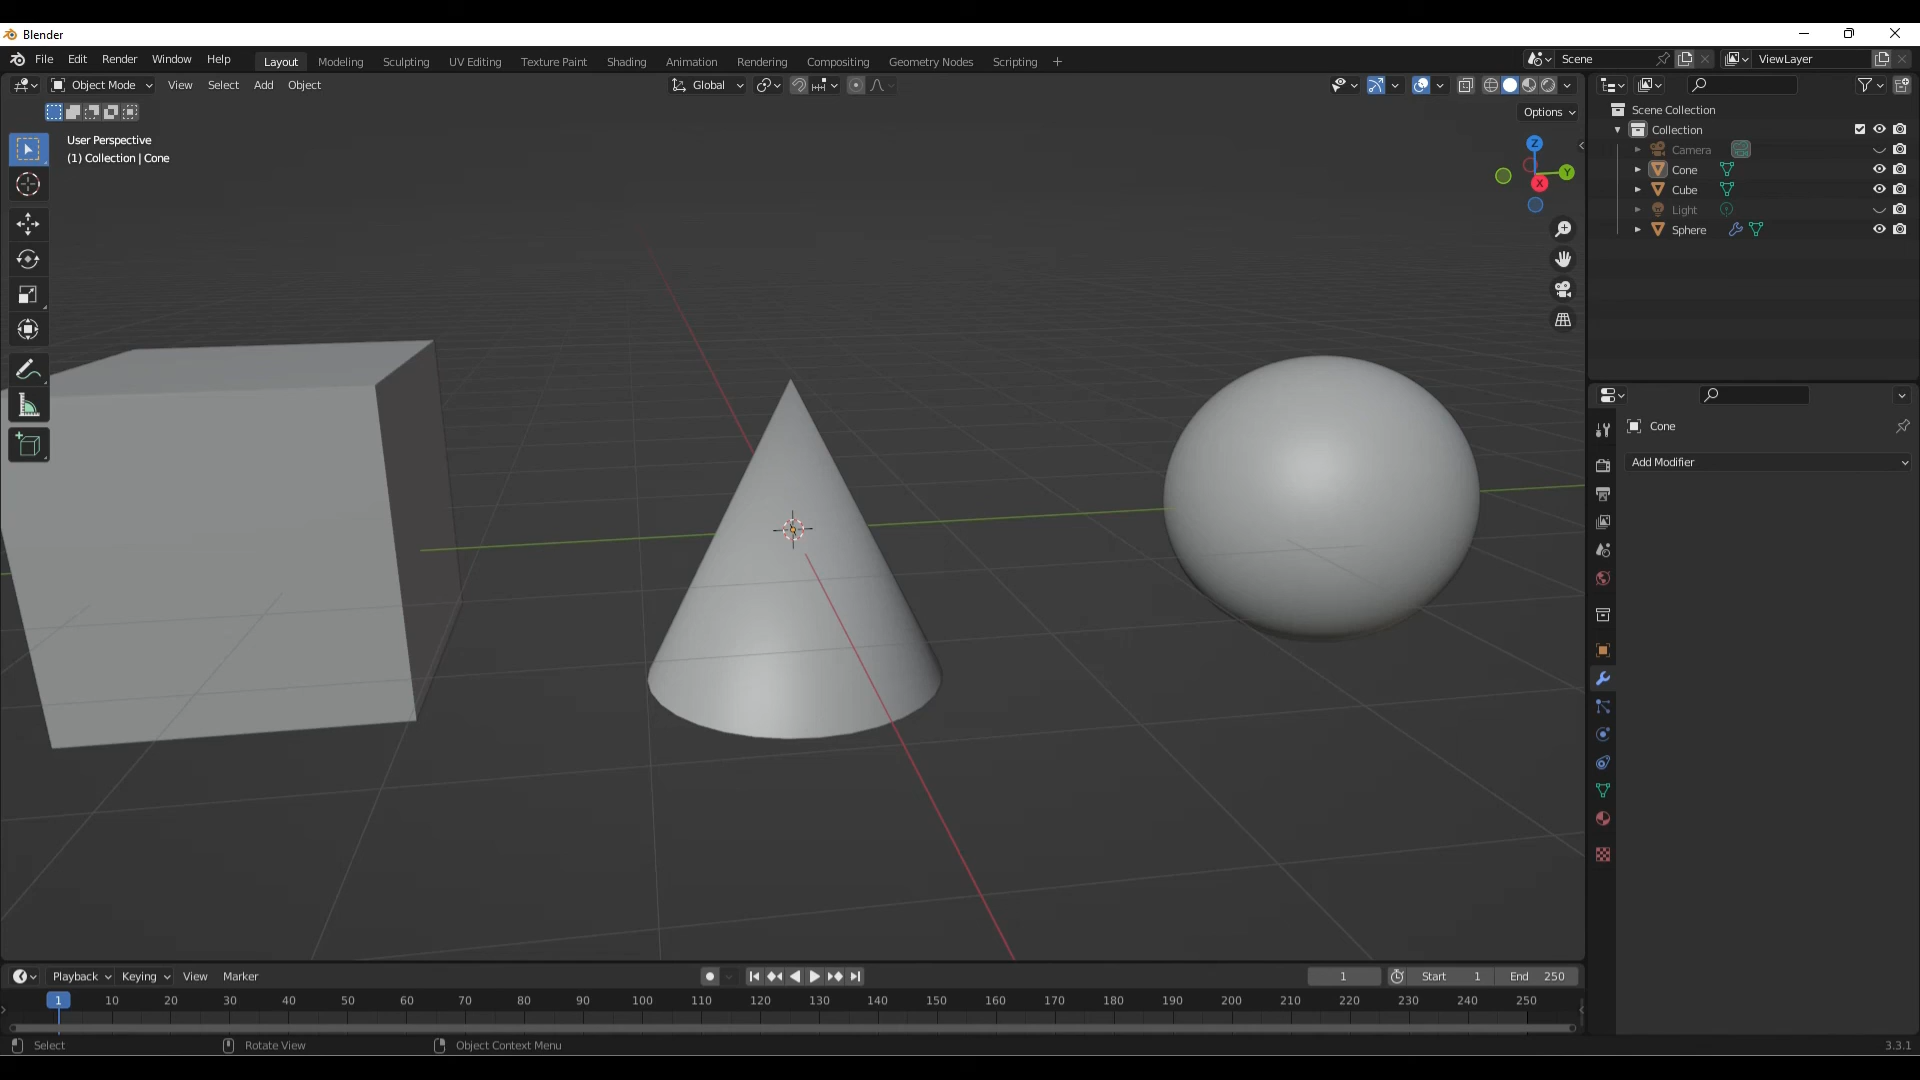 Blender
File Edit Render Window Help Layout Modeling Sculpting UV Editing Texture Paint Shading Animation Rendering Compositing Geometry Nodes Scripting + Scene ViewLayer
Object Mode View Select Add Object Global
Options
User Perspective
(1) Collection | Cone
Z
Y
X
Scene Collection
Collection
Camera
Cone
Cube
Light
Sphere
Cone
Add Modifier
Playback Keying View Marker 1 Start 1 End 250
1 10 20 30 40 50 60 70 80 90 100 110 120 130 140 150 160 170 180 190 200 210 220 230 240 250
Select Rotate View Object Context Menu 3.3.1